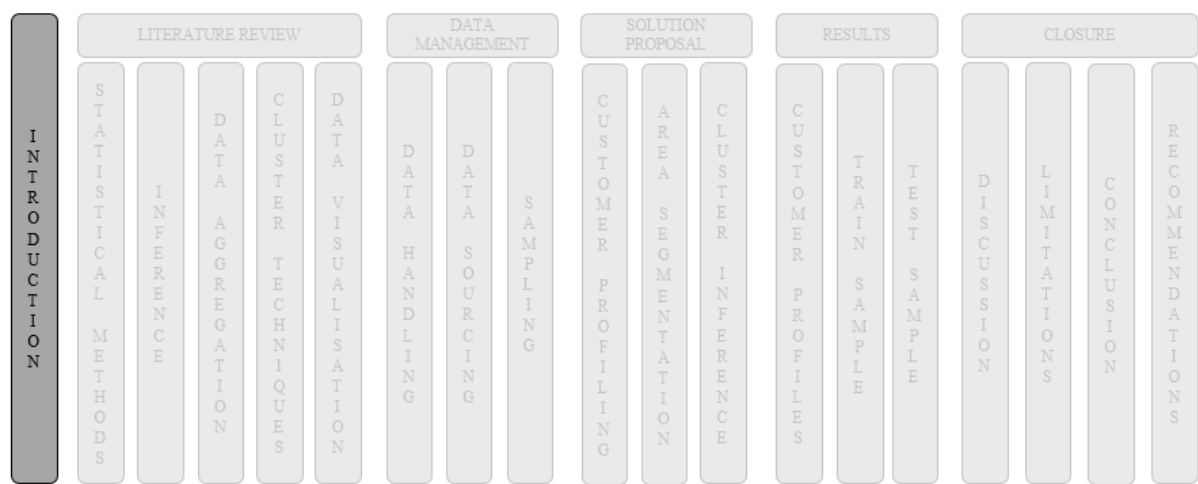 INTRODUCTION
LITERATURE REVIEW
STATISTICAL METHODS
INFERENCE
DATA AGGREGATION
CLUSTER TECHNIQUES
DATA VISUALISATION
DATA
MANAGEMENT
DATA HANDLING
DATA SOURCING
SAMPLING
SOLUTION
PROPOSAL
CUSTOMER PROFILING
AREA SEGMENTATION
CLUSTER INFERENCE
RESULTS
CUSTOMER PROFILES
TRAIN SAMPLE
TEST SAMPLE
CLOSURE
DISCUSSION
LIMITATIONS
CONCLUSION
RECOMMENDATIONS